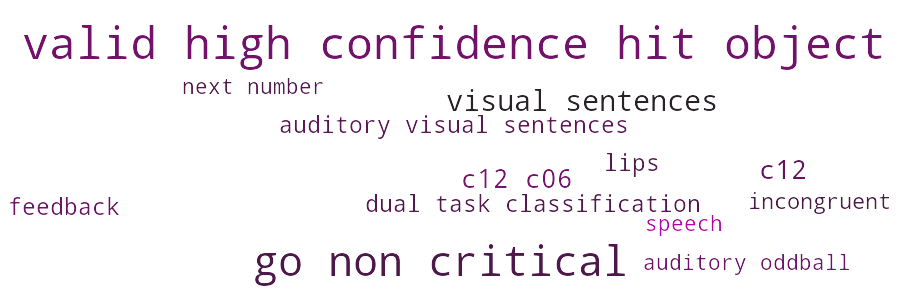 valid high confidence hit object
next number
visual sentences
auditory visual sentences
lips
c12
c12 c06
feedback
dual task classification
incongruent
speech
go non critical
auditory oddball